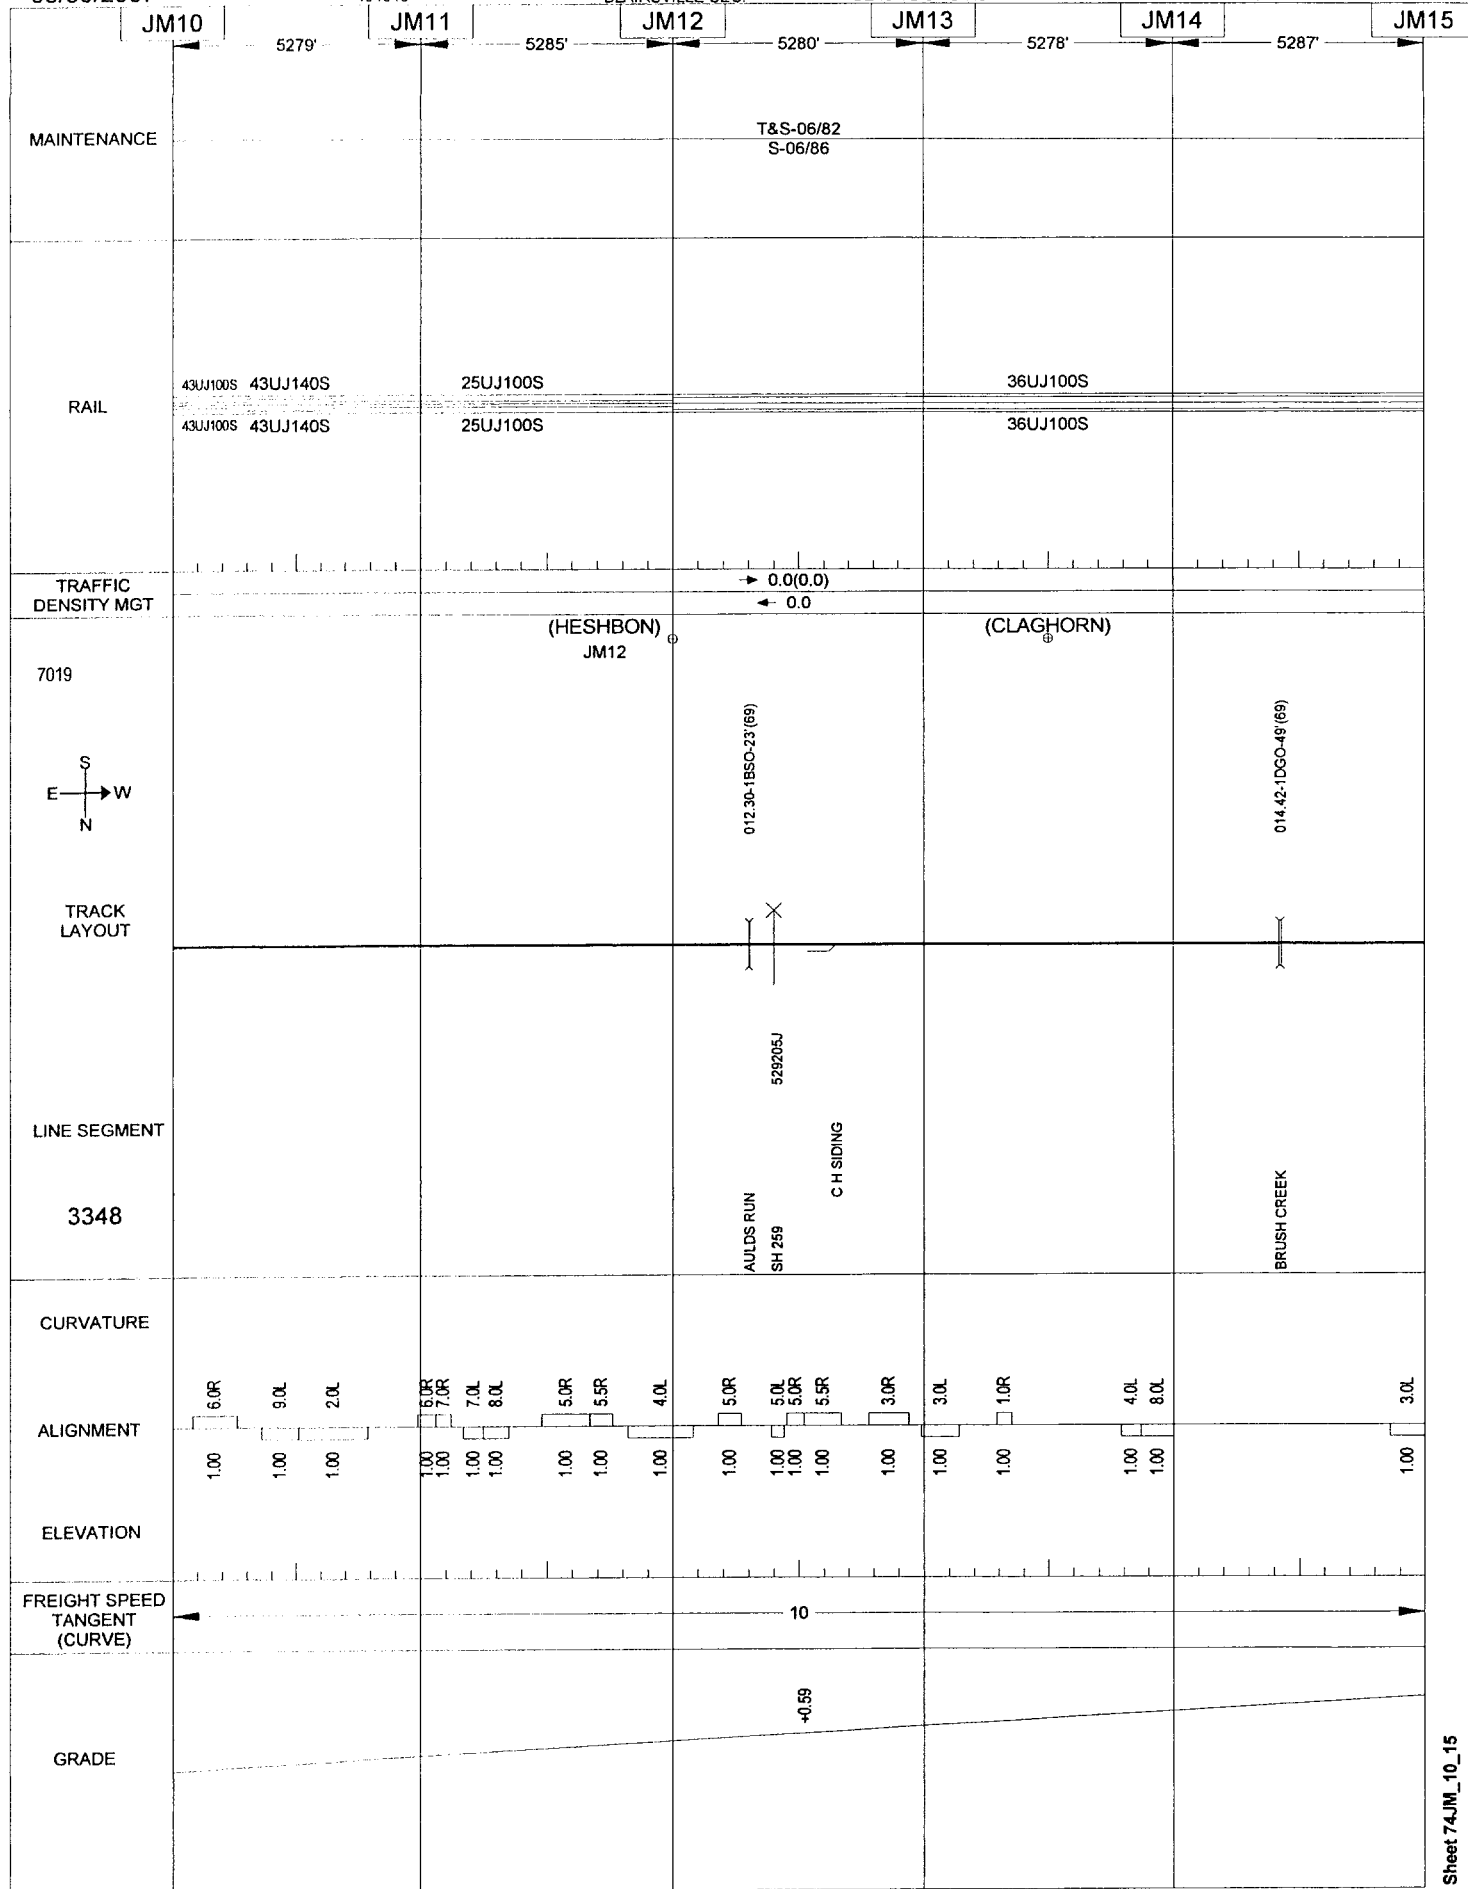 JM10 JM11 JM12 JM13 JM14 JM15
5279' 5285' 5280' 5278' 5287'
MAINTENANCE
T&S-06/82
S-06/86
43UJ100S 43UJ140S 25UJ100S 36UJ100S
RAIL
43UJ100S 43UJ140S 25UJ100S 36UJ100S
TRAFFIC
DENSITY MGT
0.0(0.0)
0.0
(HESHBON) (CLAGHORN)
JM12
7019
S
E W
N
012.30-1BSO-23'(69)
014.42-1DGO-49'(69)
TRACK
LAYOUT
529205J
LINE SEGMENT
3348
C H SIDING
AULDS RUN
SH 259
BRUSH CREEK
CURVATURE
6.0R 9.0L 2.0L 6.0R 7.0R 7.0L 8.0L 5.0R 5.5R 4.0L 5.0R 5.0L 5.0R 5.5R 3.0R 3.0L 1.0R 4.0L 8.0L 3.0L
ALIGNMENT
1.00 1.00 1.00 1.00 1.00 1.00 1.00 1.00 1.00 1.00 1.00 1.00 1.00 1.00 1.00 1.00 1.00 1.00 1.00 1.00
ELEVATION
FREIGHT SPEED
TANGENT
(CURVE)
10
+0.59
GRADE
Sheet 74JM_10_15